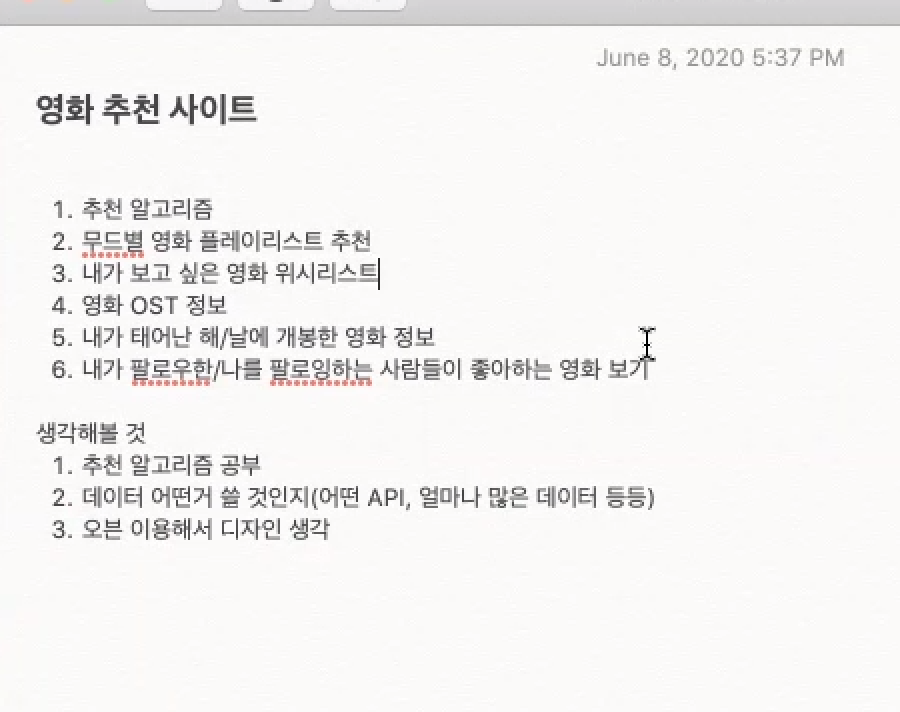 June 8, 2020 5:37 PM
영화 추천 사이트
1. 추천 알고리즘
2. 무드별 영화 플레이리스트 추천
3. 내가 보고 싶은 영화 위시리스트
4. 영화 OST 정보
5. 내가 태어난 해/날에 개봉한 영화 정보
6. 내가 팔로우한/나를 팔로잉하는 사람들이 좋아하는 영화 보기
생각해볼 것
1. 추천 알고리즘 공부
2. 데이터 어떤거 쓸 것인지(어떤 API, 얼마나 많은 데이터 등등)
3. 오븐 이용해서 디자인 생각